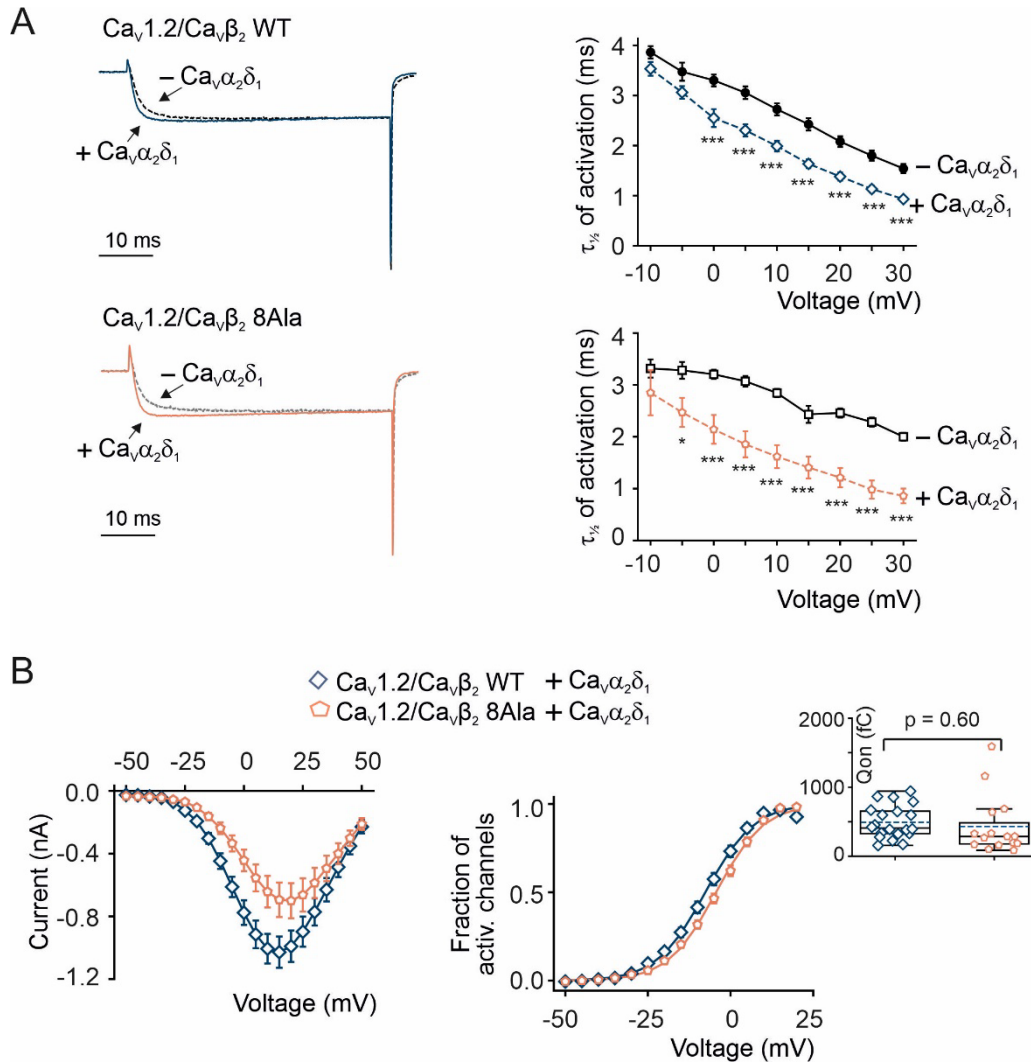 A
Caᵥ1.2/Caᵥβ₂ WT
− Caᵥα₂δ₁
+ Caᵥα₂δ₁
10 ms
τ½ of activation (ms)
4
3
2
1
0
*** *** *** *** *** *** ***
− Caᵥα₂δ₁
+ Caᵥα₂δ₁
-10 0 10 20 30
Voltage (mV)
Caᵥ1.2/Caᵥβ₂ 8Ala
− Caᵥα₂δ₁
+ Caᵥα₂δ₁
10 ms
τ½ of activation (ms)
4
3
2
1
0
* *** *** *** *** *** *** ***
− Caᵥα₂δ₁
+ Caᵥα₂δ₁
-10 0 10 20 30
Voltage (mV)
B
Caᵥ1.2/Caᵥβ₂ WT + Caᵥα₂δ₁
Caᵥ1.2/Caᵥβ₂ 8Ala + Caᵥα₂δ₁
-50 -25 0 25 50
Current (nA)
0.0
-0.4
-0.8
-1.2
Voltage (mV)
Fraction of
activ. channels
1.0
0.5
0.0
-50 -25 0 25
Voltage (mV)
Qon (fC)
2000
1000
0
p = 0.60